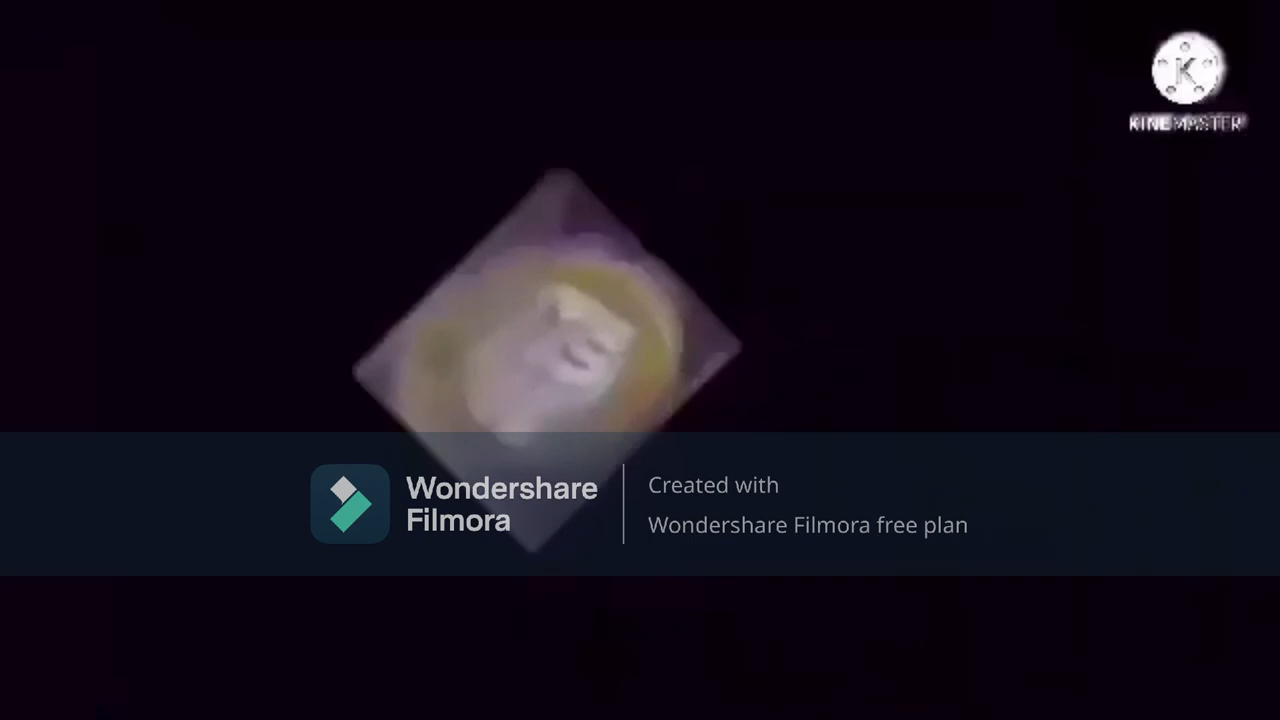 K
KINEMASTER
Wondershare
Filmora
Created with
Wondershare Filmora free plan